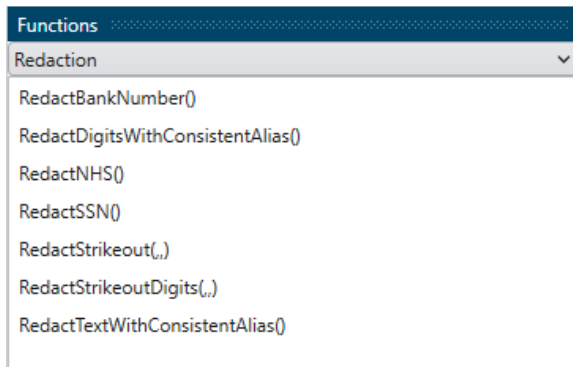 Functions
Redaction
RedactBankNumber()
RedactDigitsWithConsistentAlias()
RedactNHS()
RedactSSN()
RedactStrikeout(,,)
RedactStrikeoutDigits(,,)
RedactTextWithConsistentAlias()